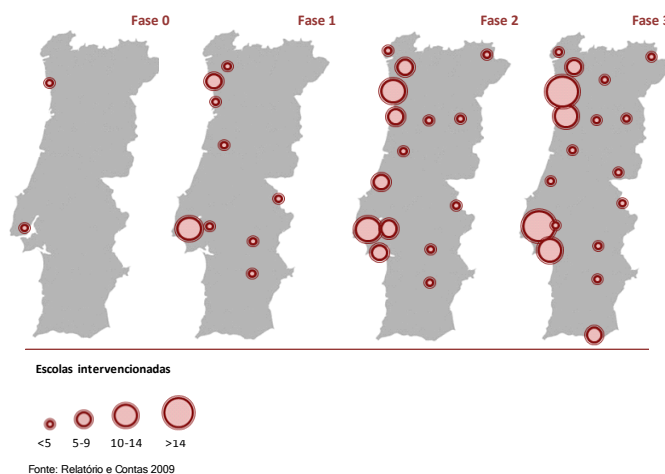 Fase 0
Fase 1
Fase 2
Fase 3
Escolas intervencionadas
<5
5-9
10-14
>14
Fonte: Relatório e Contas 2009